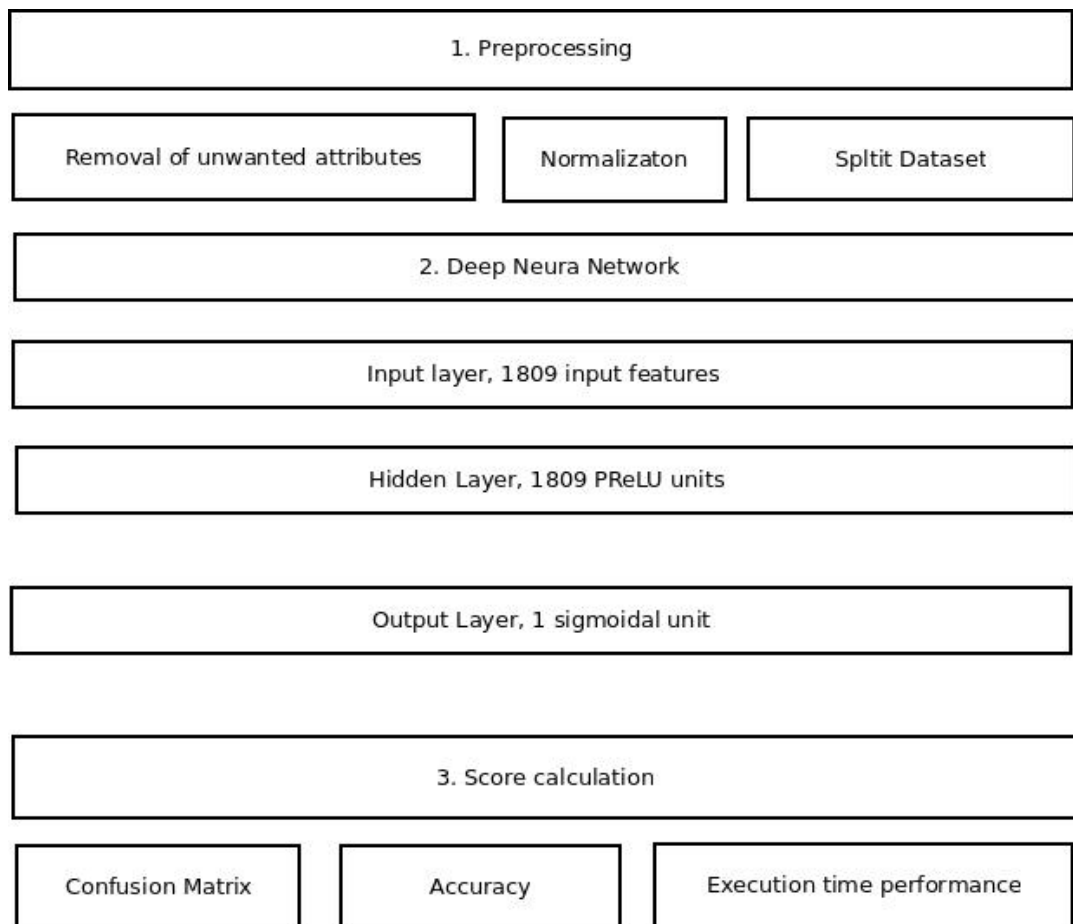 1. Preprocessing
Removal of unwanted attributes
Normalizaton
Spltit Dataset
2. Deep Neura Network
Input layer, 1809 input features
Hidden Layer, 1809 PReLU units
Output Layer, 1 sigmoidal unit
3. Score calculation
Confusion Matrix
Accuracy
Execution time performance